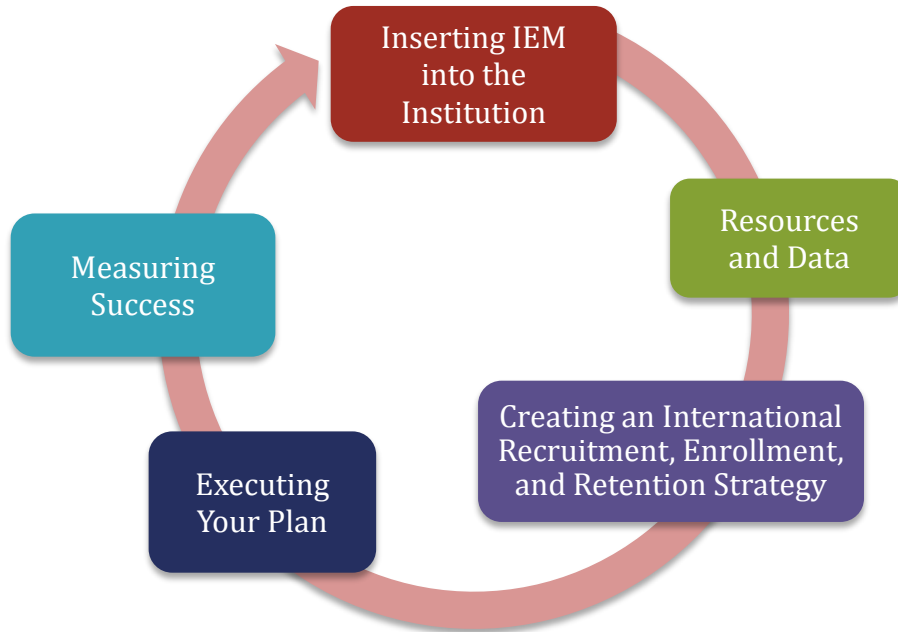 Inserting IEM
into the
Institution
Resources
and Data
Creating an International
Recruitment, Enrollment,
and Retention Strategy
Executing
Your Plan
Measuring
Success